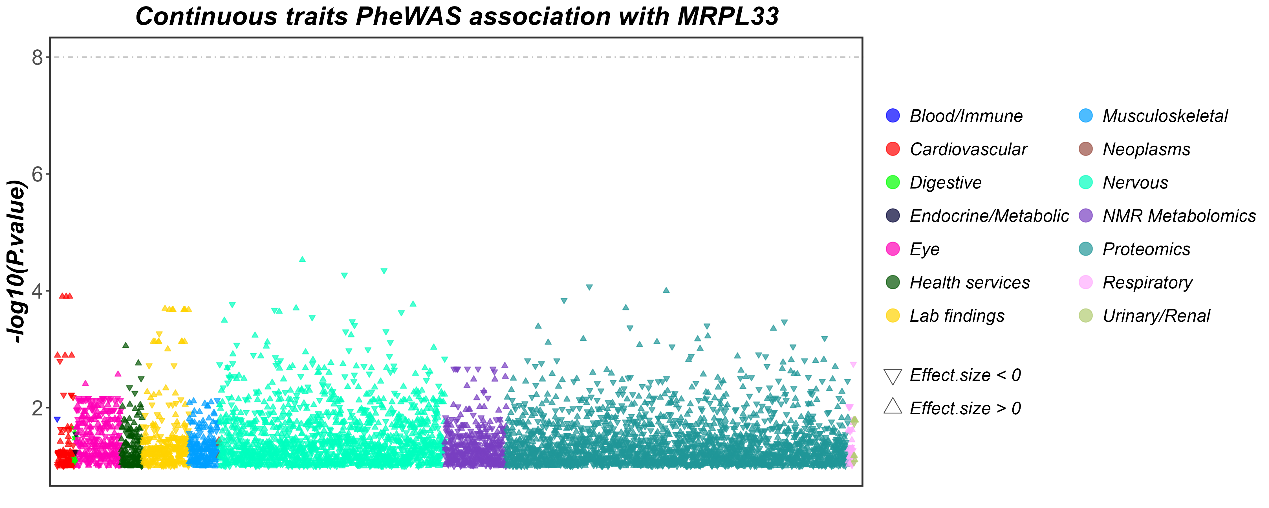 Continuous traits PheWAS association with MRPL33
8
6
4
2
-log10(P.value)
Blood/Immune
Cardiovascular
Digestive
Endocrine/Metabolic
Eye
Health services
Lab findings
Musculoskeletal
Neoplasms
Nervous
NMR Metabolomics
Proteomics
Respiratory
Urinary/Renal
Effect.size < 0
Effect.size > 0